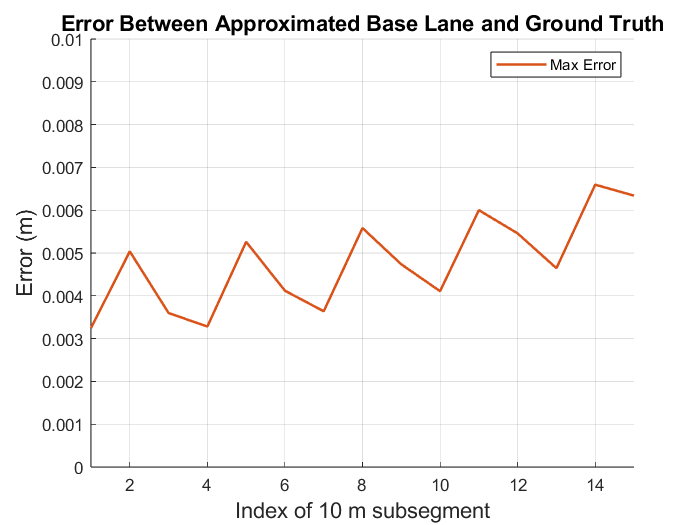 Error Between Approximated Base Lane and Ground Truth
0.01
0.009
0.008
0.007
0.006
0.005
0.004
0.003
0.002
0.001
0
Error (m)
Max Error
2 4 6 8 10 12 14
Index of 10 m subsegment